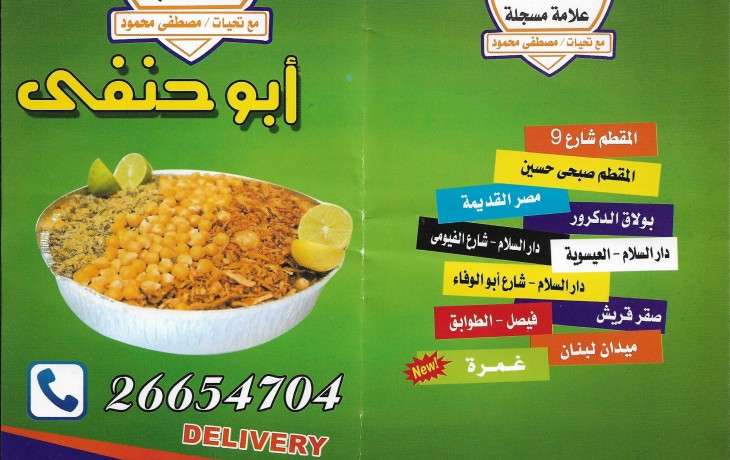 علامة مسجلة
مع تحيات / مصطفى محمود
أبو حنفى
26654704
DELIVERY
مع تحيات / مصطفى محمود
المقطم شارع 9
المقطم صبحى حسين
مصر القديمة
بولاق الدكرور
دار السلام - شارع الفيومى
دار السلام - العيسوية
دار السلام - شارع أبو الوفاء
صقر قريش
فيصل - الطوابق
ميدان لبنان
غمرة
New!